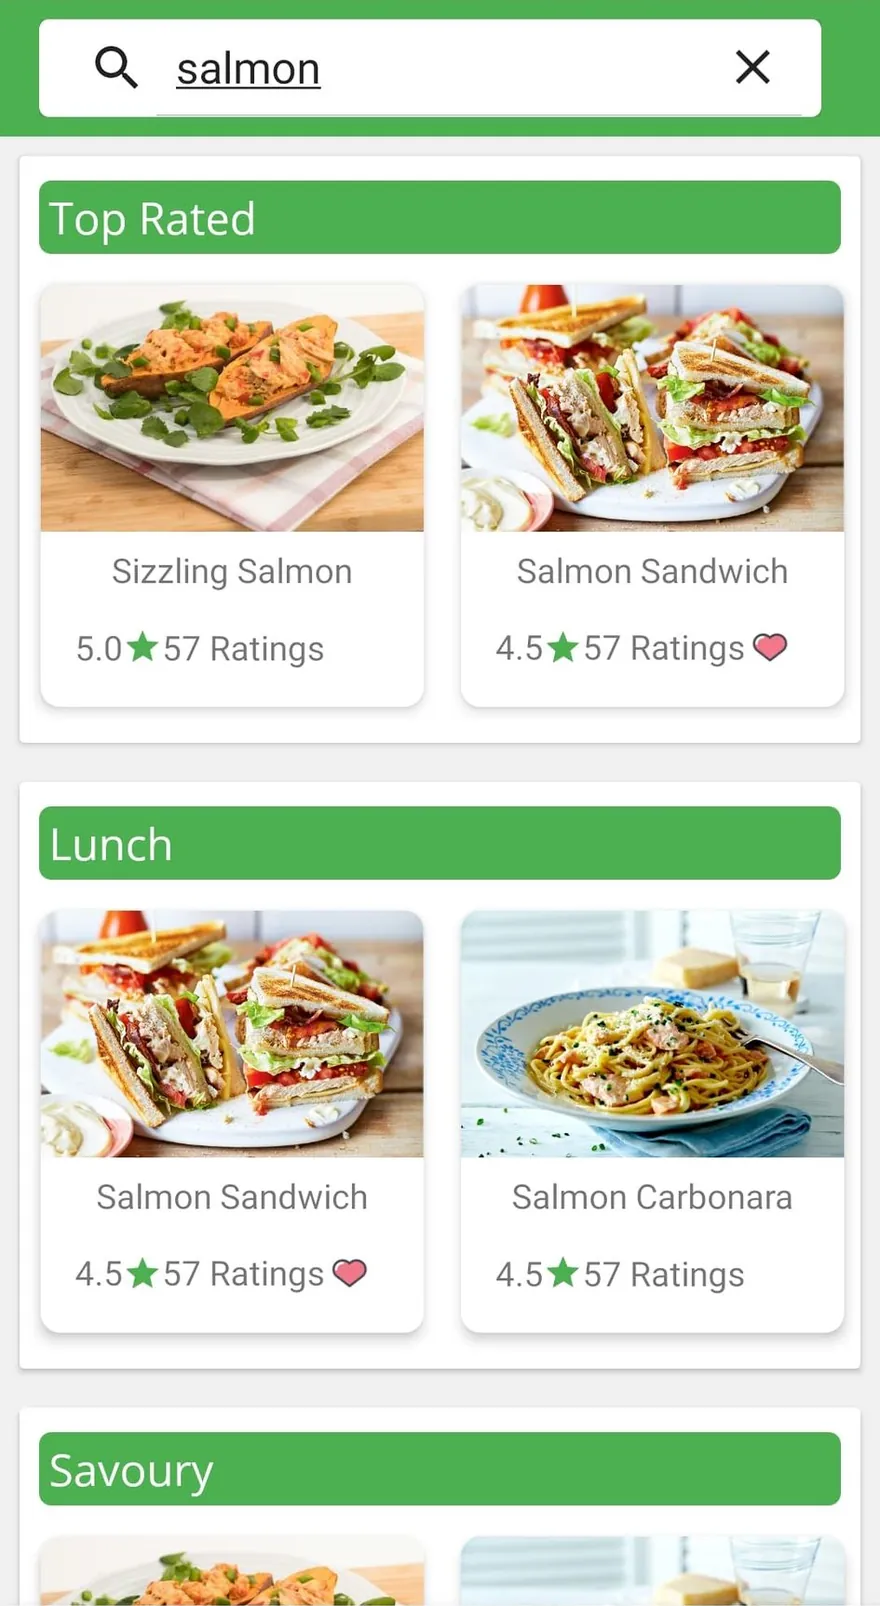 salmon
Top Rated
Sizzling Salmon
Salmon Sandwich
5.0 57 Ratings
4.5 57 Ratings
Lunch
Salmon Sandwich
Salmon Carbonara
4.5 57 Ratings
4.5 57 Ratings
Savoury